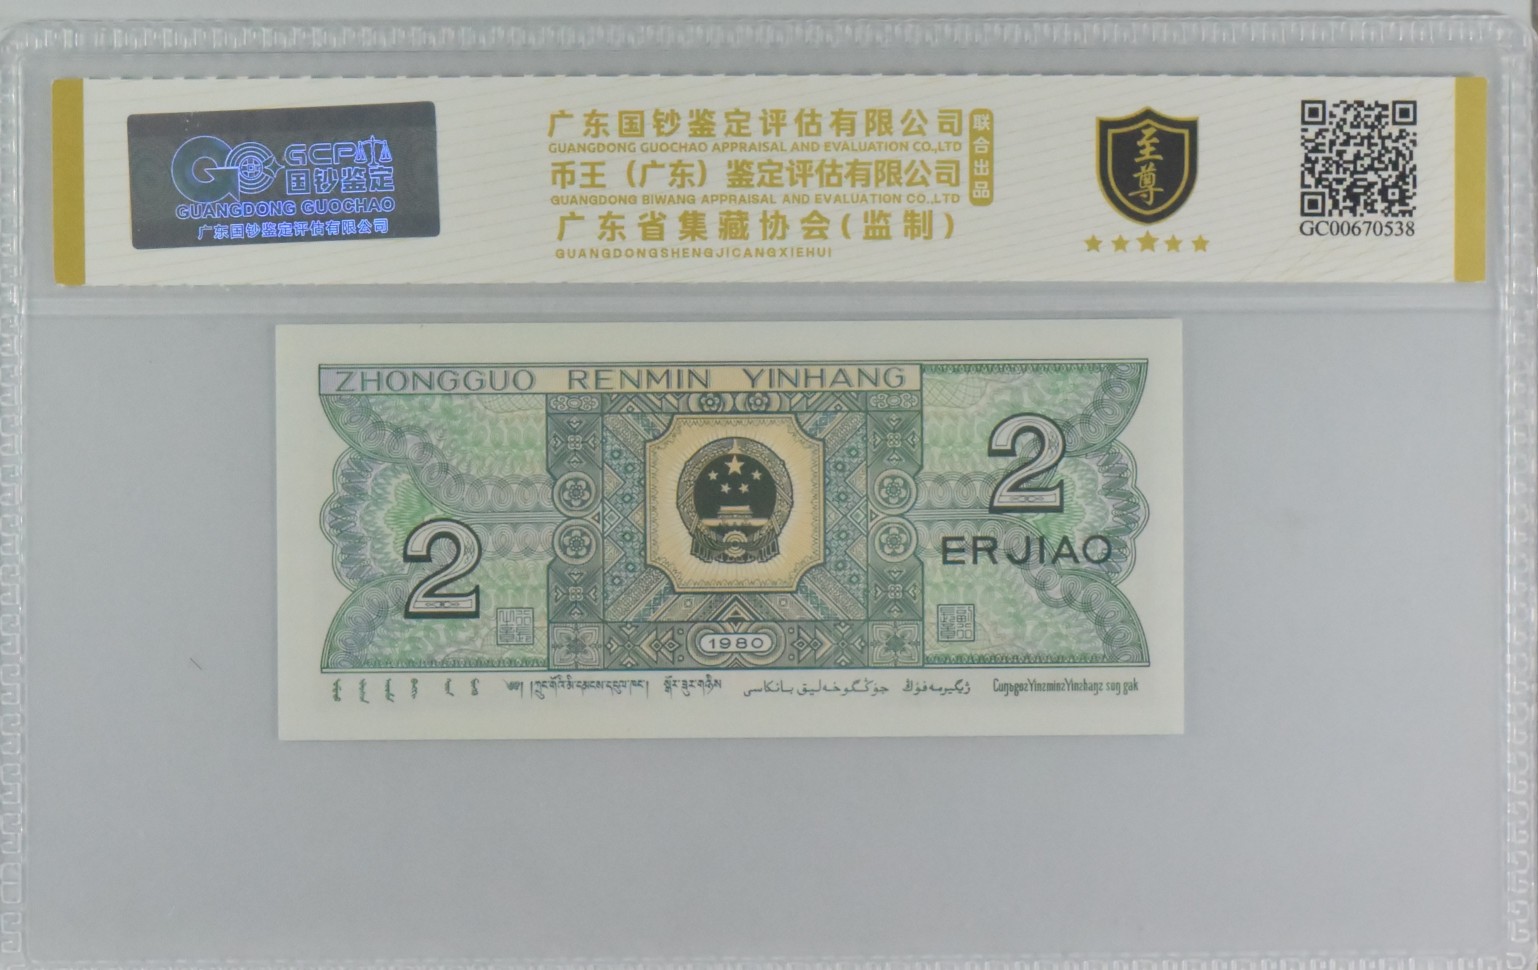 GCP
国钞鉴定
GUANGDONG GUOCHAO
广东国钞鉴定评估有限公司
广东国钞鉴定评估有限公司
GUANGDONG GUOCHAO APPRAISAL AND EVALUATION CO.,LTD
币王（广东）鉴定评估有限公司
GUANGDONG BIWANG APPRAISAL AND EVALUATION CO.,LTD
联合出品
广东省集藏协会(监制)
GUANGDONGSHENGJICANGXIEHUI
至尊
GC00670538
ZHONGGUO RENMIN YINHANG
2
2
ERJIAO
1980